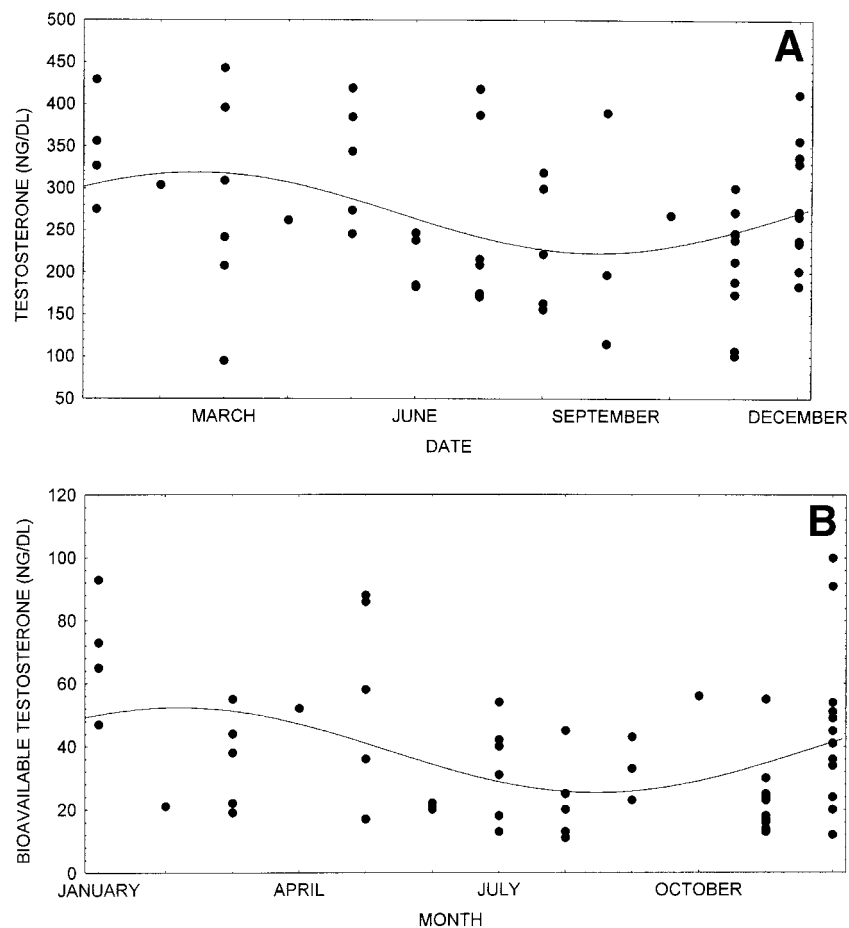 A
TESTOSTERONE (NG/DL)
500
450
400
350
300
250
200
150
100
50
MARCH JUNE SEPTEMBER DECEMBER
DATE
B
BIOAVAILABLE TESTOSTERONE (NG/DL)
120
100
80
60
40
20
0
JANUARY APRIL JULY OCTOBER
MONTH